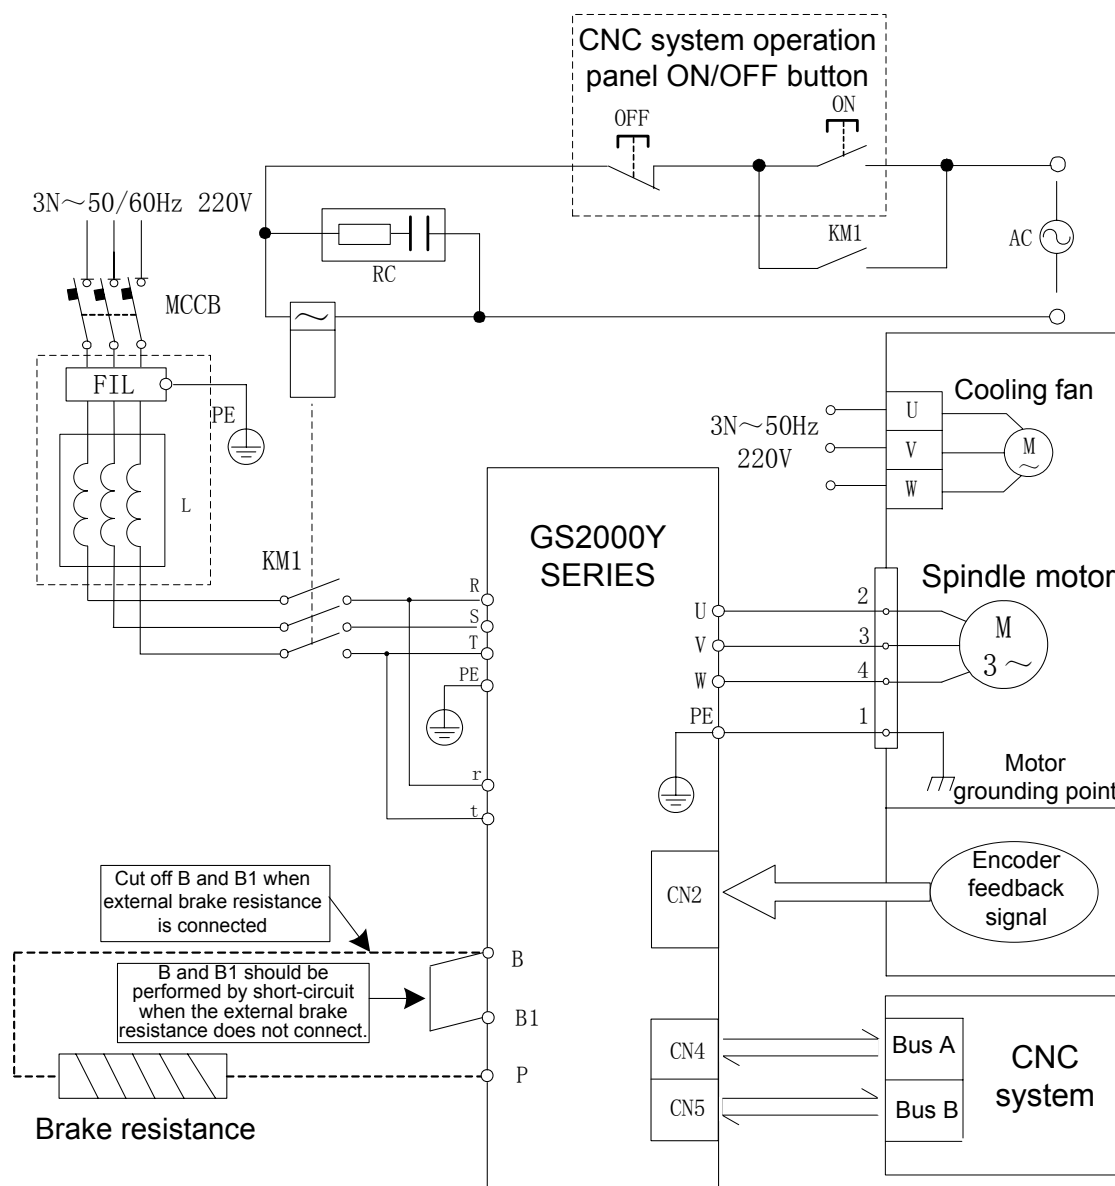 CNC system operation
panel ON/OFF button
OFF
ON
3N～50/60Hz 220V
KM1
AC
RC
MCCB
FIL
PE
L
Cooling fan
3N～50Hz
220V
U
V
W
M
～
GS2000Y
SERIES
KM1
R
S
T
PE
r
t
U
V
W
PE
2
3
4
1
Spindle motor
M
3～
Motor
grounding point
Cut off B and B1 when
external brake resistance
is connected
CN2
Encoder
feedback
signal
B
B and B1 should be
performed by short-circuit
when the external brake
resistance does not connect.
B1
P
Brake resistance
CN4
CN5
Bus A
Bus B
CNC
system